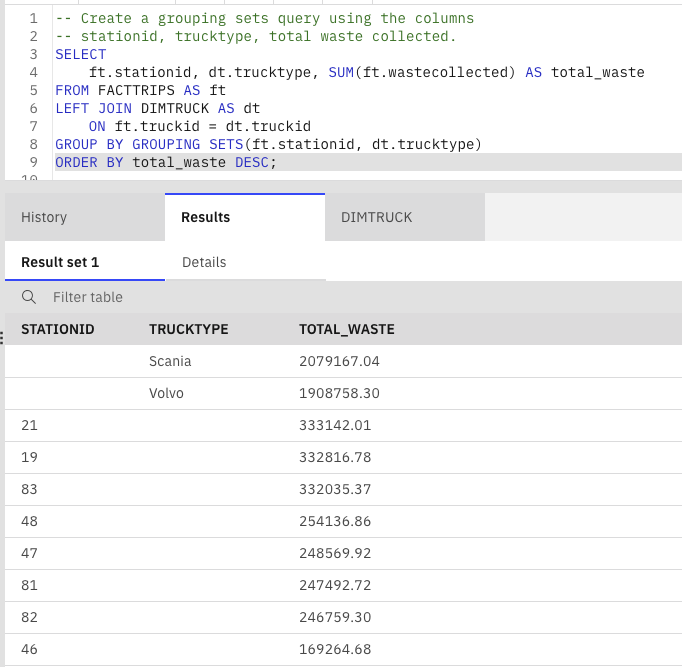 1 -- Create a grouping sets query using the columns
2 -- stationid, trucktype, total waste collected.
3 SELECT
4 ft.stationid, dt.trucktype, SUM(ft.wastecollected) AS total_waste
5 FROM FACTTRIPS AS ft
6 LEFT JOIN DIMTRUCK AS dt
7 ON ft.truckid = dt.truckid
8 GROUP BY GROUPING SETS(ft.stationid, dt.trucktype)
9 ORDER BY total_waste DESC;
10
History Results DIMTRUCK
Result set 1 Details
Filter table
STATIONID TRUCKTYPE TOTAL_WASTE
Scania 2079167.04
Volvo 1908758.30
21 333142.01
19 332816.78
83 332035.37
48 254136.86
47 248569.92
81 247492.72
82 246759.30
46 169264.68